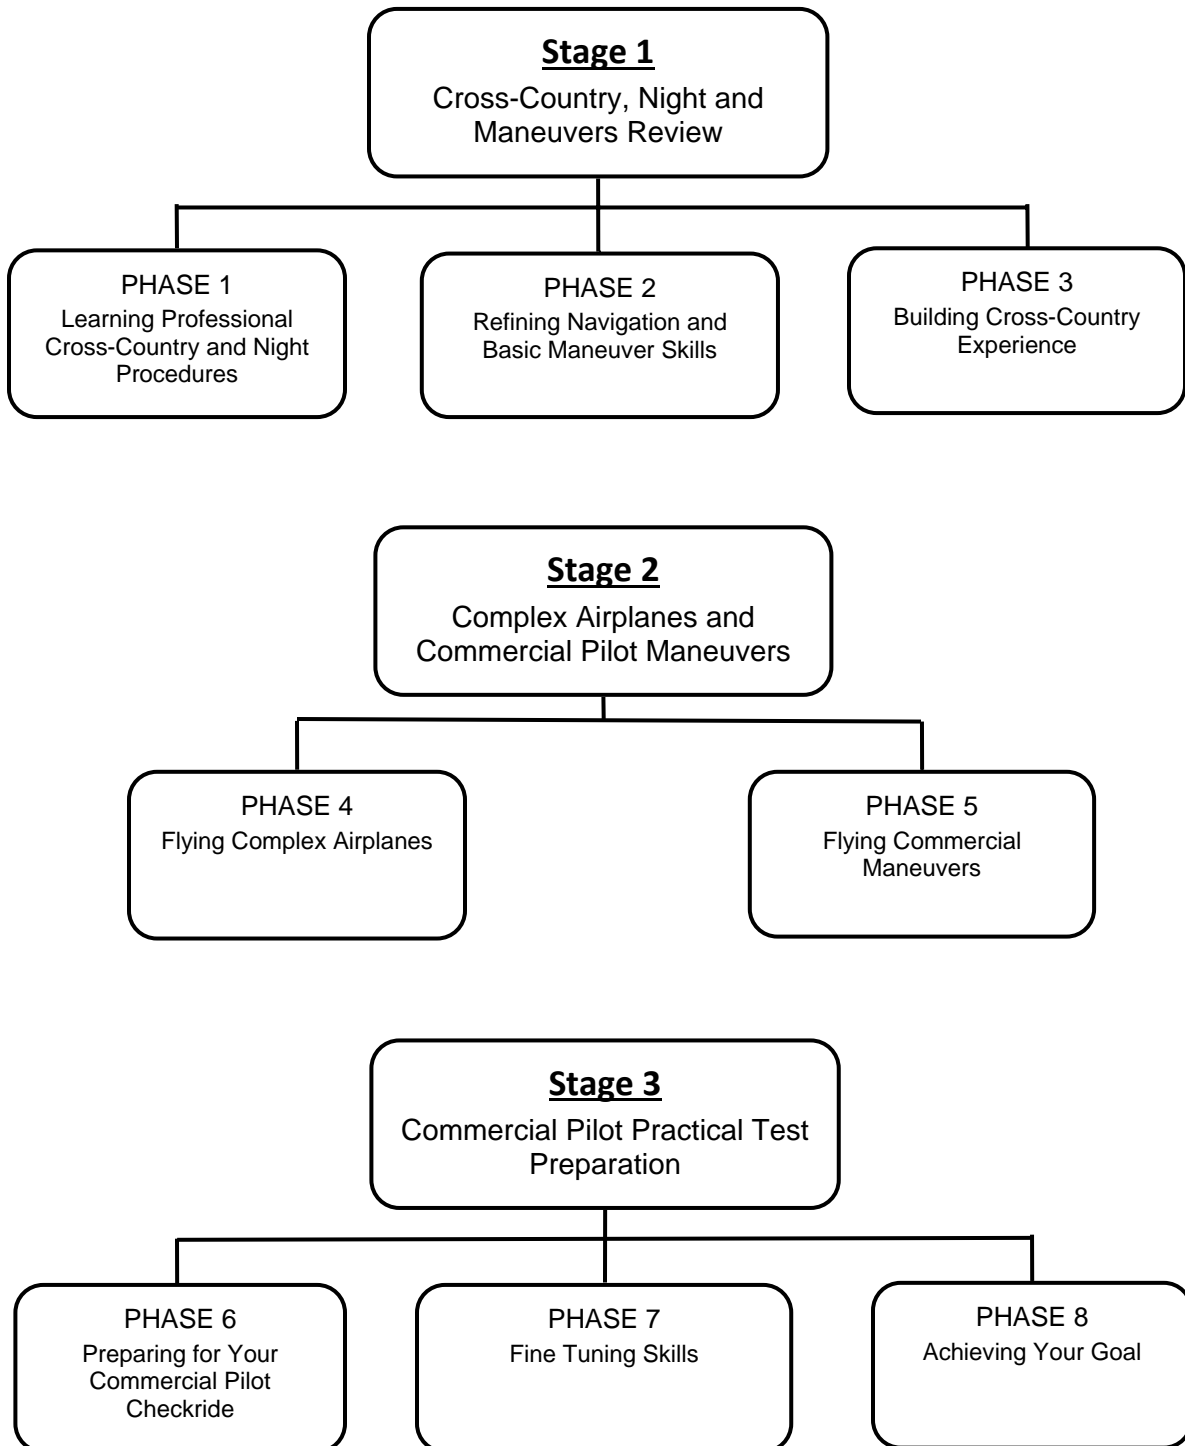 Stage 1
Cross-Country, Night and
Maneuvers Review
PHASE 1
Learning Professional
Cross-Country and Night
Procedures
PHASE 2
Refining Navigation and
Basic Maneuver Skills
PHASE 3
Building Cross-Country
Experience
Stage 2
Complex Airplanes and
Commercial Pilot Maneuvers
PHASE 4
Flying Complex Airplanes
PHASE 5
Flying Commercial
Maneuvers
Stage 3
Commercial Pilot Practical Test
Preparation
PHASE 6
Preparing for Your
Commercial Pilot
Checkride
PHASE 7
Fine Tuning Skills
PHASE 8
Achieving Your Goal